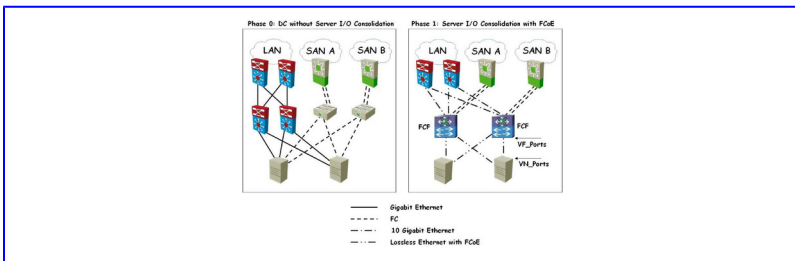 Phase 0: DC without Server I/O Consolidation
Phase 1: Server I/O Consolidation with FCoE
LAN SAN A SAN B
LAN SAN A SAN B
FCF FCF
VF_Ports
VN_Ports
Gigabit Ethernet
FC
10 Gigabit Ethernet
Lossless Ethernet with FCoE